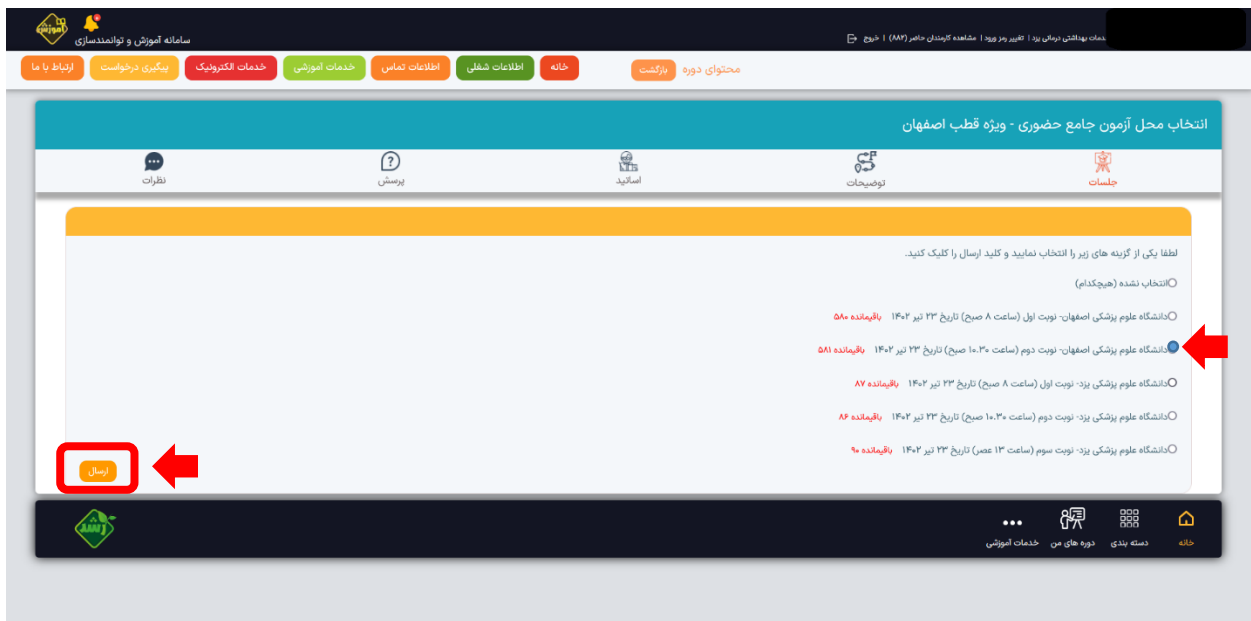 آموزش
سامانه آموزش و توانمندسازی
دمات بهداشتی درمانی یزد | تغییر رمز ورود | مشاهده کارمندان حاضر (۸۸۲) | خروج
محتوای دوره بازگشت
خانه اطلاعات شغلی اطلاعات تماس خدمات آموزشی خدمات الکترونیک پیگیری درخواست ارتباط با ما
انتخاب محل آزمون جامع حضوری - ویژه قطب اصفهان
جلسات توضیحات اساتید پرسش نظرات
لطفا یکی از گزینه های زیر را انتخاب نمایید و کلید ارسال را کلیک کنید.
انتخاب نشده (هیچکدام)
دانشگاه علوم پزشکی اصفهان- نوبت اول (ساعت ۸ صبح) تاریخ ۲۳ تیر ۱۴۰۲ باقیمانده ۵۸۰
دانشگاه علوم پزشکی اصفهان- نوبت دوم (ساعت ۱۰.۳۰ صبح) تاریخ ۲۳ تیر ۱۴۰۲ باقیمانده ۵۸۱
دانشگاه علوم پزشکی یزد- نوبت اول (ساعت ۸ صبح) تاریخ ۲۳ تیر ۱۴۰۲ باقیمانده ۸۷
دانشگاه علوم پزشکی یزد- نوبت دوم (ساعت ۱۰.۳۰ صبح) تاریخ ۲۳ تیر ۱۴۰۲ باقیمانده ۸۶
دانشگاه علوم پزشکی یزد- نوبت سوم (ساعت ۱۳ عصر) تاریخ ۲۳ تیر ۱۴۰۲ باقیمانده ۹۰
ارسال
خانه دسته بندی دوره های من خدمات آموزشی
رشد